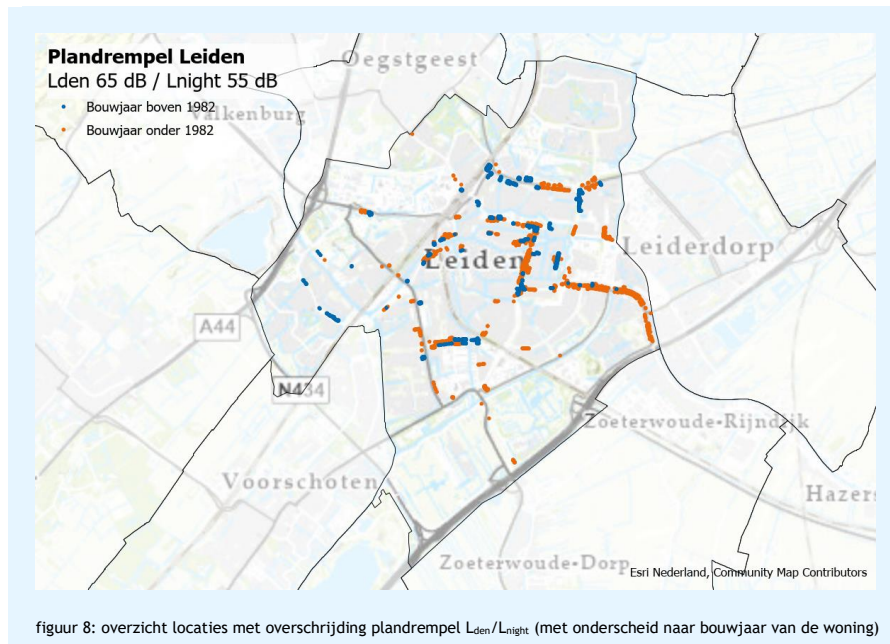 Plandrempel Leiden
Lden 65 dB / Lnight 55 dB
Bouwjaar boven 1982
Bouwjaar onder 1982
Oegstgeest
Valkenburg
Leiden
Leiderdorp
A44
N434
Zoeterwoude-Rijndijk
Voorschoten
Hazers
Zoeterwoude-Dorp
Esri Nederland, Community Map Contributors
figuur 8: overzicht locaties met overschrijding plandrempel Lden/Lnight (met onderscheid naar bouwjaar van de woning)